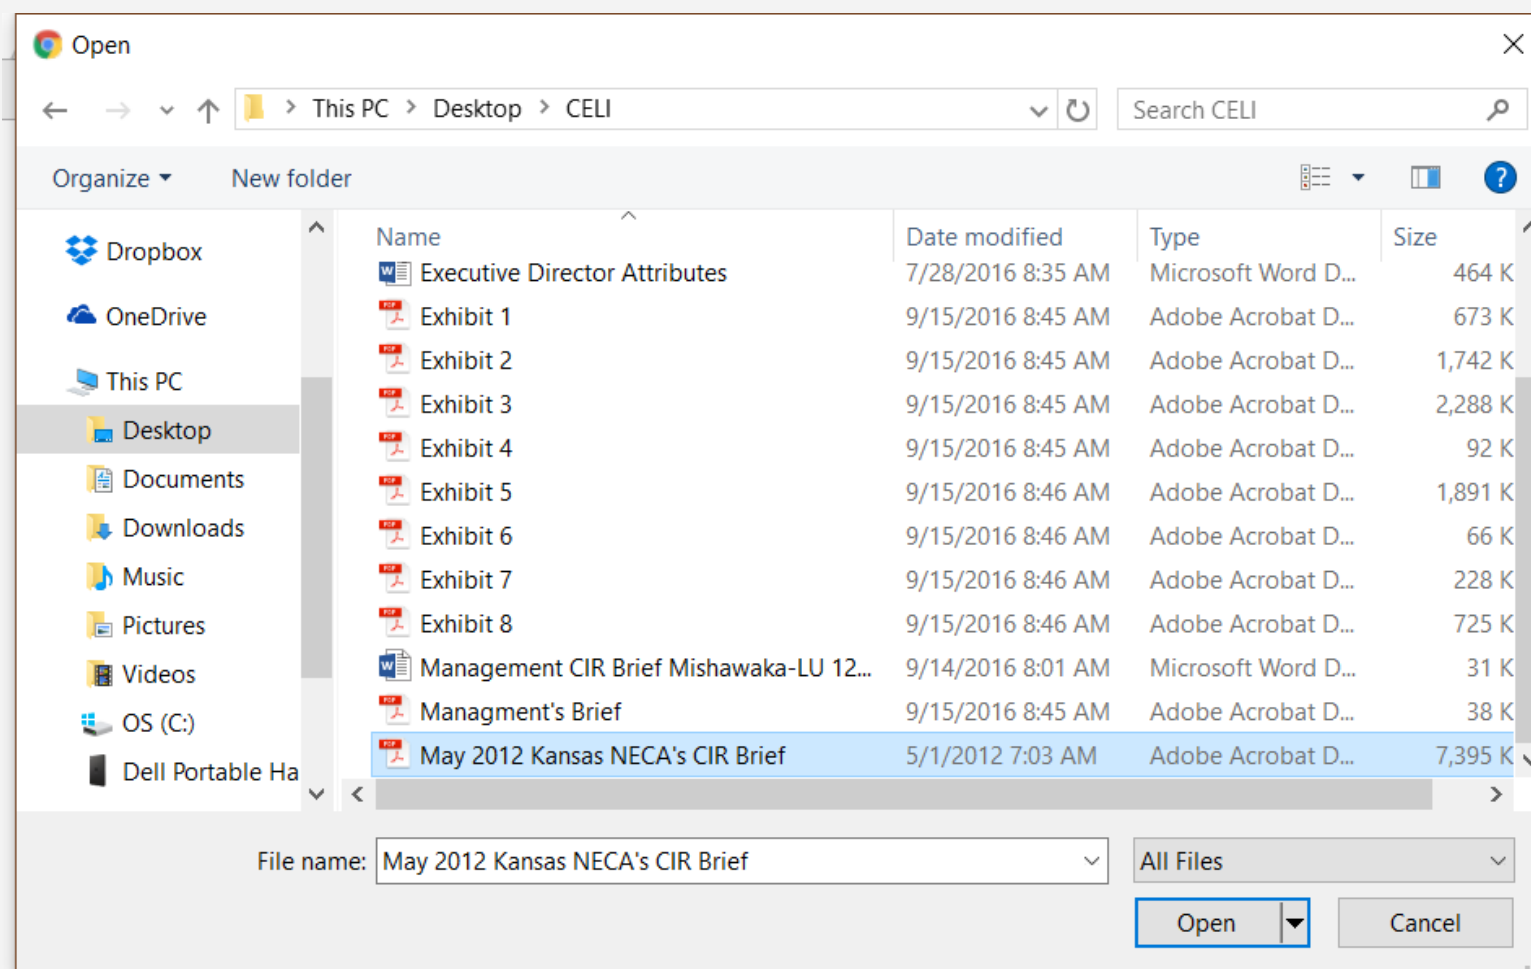 Open
This PC > Desktop > CELI
Search CELI
Organize
New folder
?
Dropbox
OneDrive
This PC
Desktop
Documents
Downloads
Music
Pictures
Videos
OS (C:)
Dell Portable Ha
Name Date modified Type Size
Executive Director Attributes 7/28/2016 8:35 AM Microsoft Word D... 464 K
Exhibit 1 9/15/2016 8:45 AM Adobe Acrobat D... 673 K
Exhibit 2 9/15/2016 8:45 AM Adobe Acrobat D... 1,742 K
Exhibit 3 9/15/2016 8:45 AM Adobe Acrobat D... 2,288 K
Exhibit 4 9/15/2016 8:45 AM Adobe Acrobat D... 92 K
Exhibit 5 9/15/2016 8:46 AM Adobe Acrobat D... 1,891 K
Exhibit 6 9/15/2016 8:46 AM Adobe Acrobat D... 66 K
Exhibit 7 9/15/2016 8:46 AM Adobe Acrobat D... 228 K
Exhibit 8 9/15/2016 8:46 AM Adobe Acrobat D... 725 K
Management CIR Brief Mishawaka-LU 12... 9/14/2016 8:01 AM Microsoft Word D... 31 K
Managment's Brief 9/15/2016 8:45 AM Adobe Acrobat D... 38 K
May 2012 Kansas NECA's CIR Brief 5/1/2012 7:03 AM Adobe Acrobat D... 7,395 K
File name: May 2012 Kansas NECA's CIR Brief
All Files
Open
Cancel